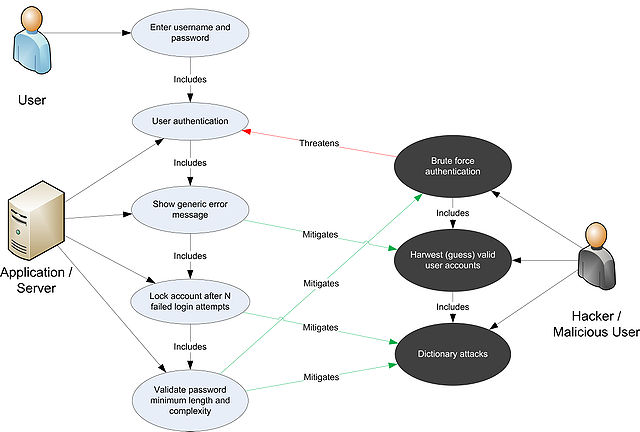 Enter username and
password
User
Includes
User authentication
Threatens
Includes
Brute force
authentication
Show generic error
message
Includes
Mitigates
Harvest (guess) valid
user accounts
Application /
Server
Includes
Mitigates
Includes
Lock account after N
failed login attempts
Hacker /
Malicious User
Mitigates
Includes
Dictionary attacks
Mitigates
Validate password
minimum length and
complexity